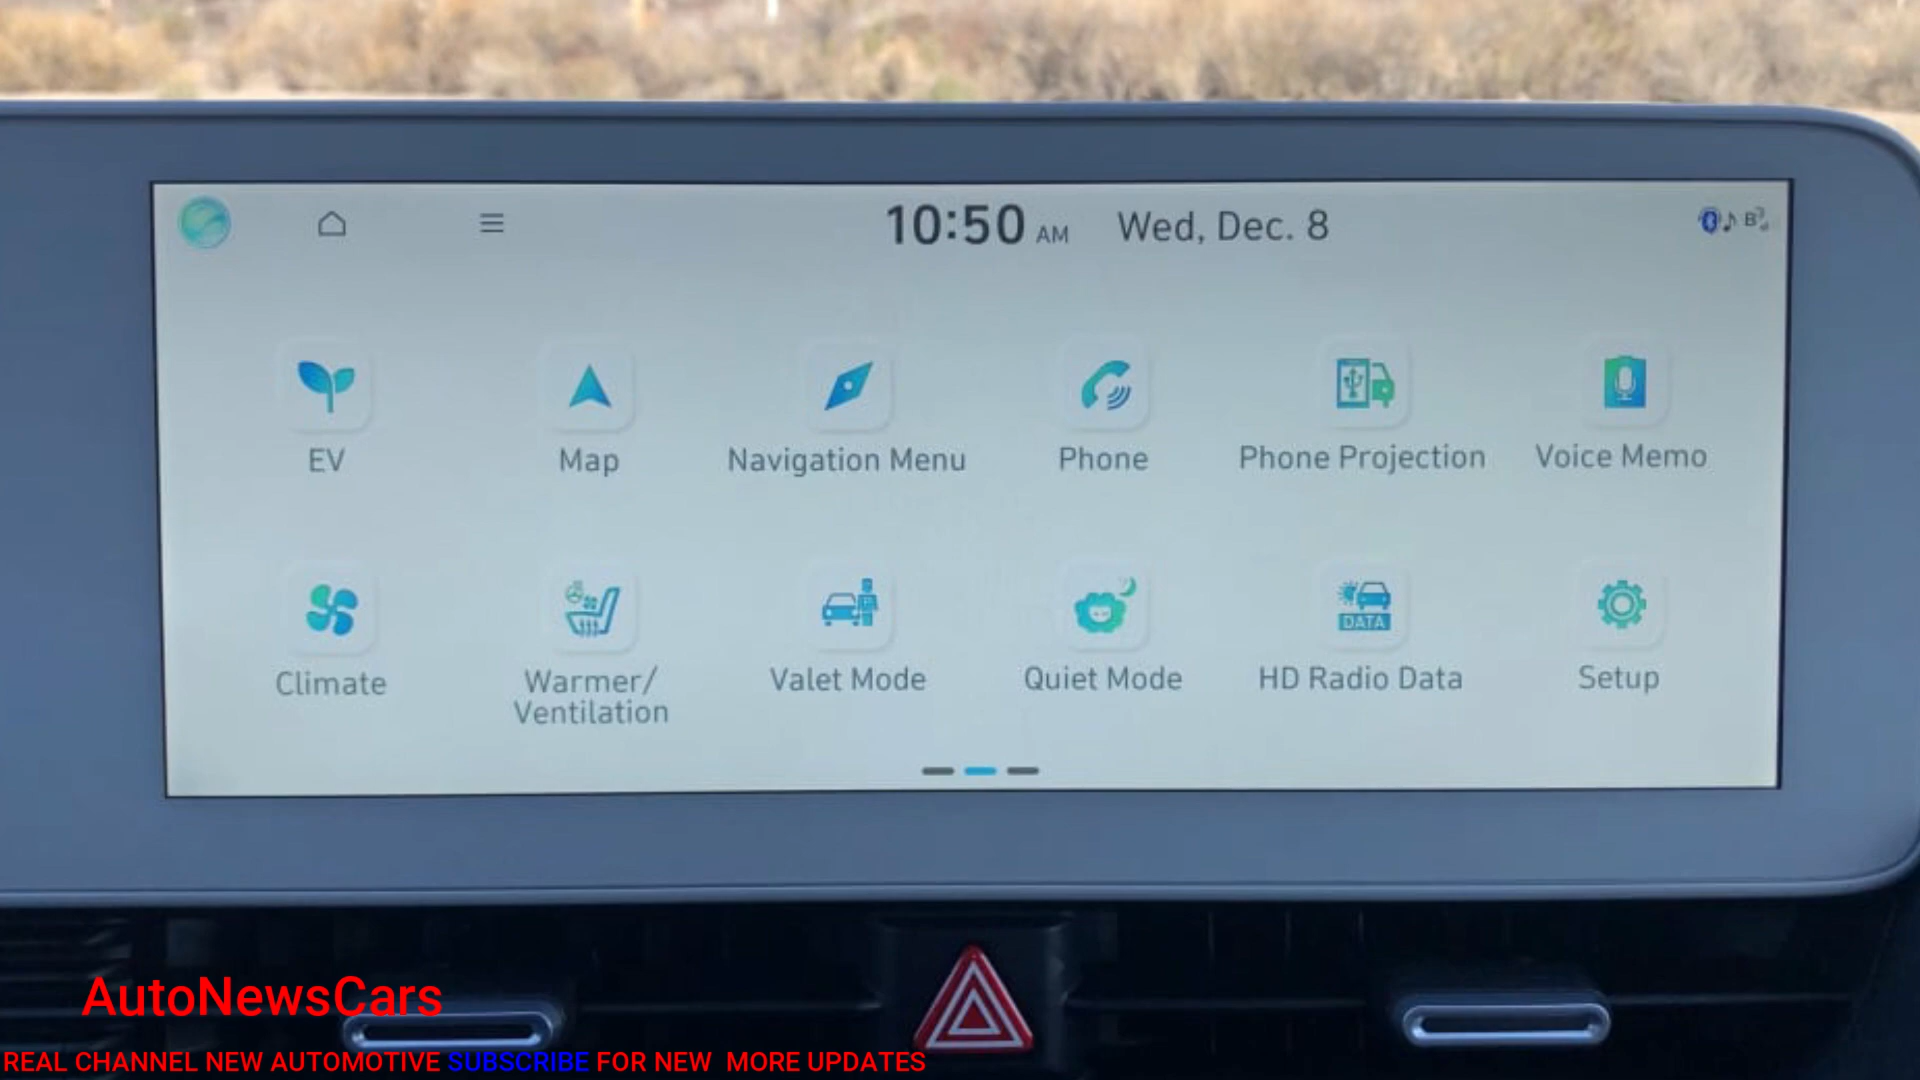 10:50 AM Wed, Dec. 8
EV Map Navigation Menu Phone Phone Projection Voice Memo
DATA
Climate Warmer/ Valet Mode Quiet Mode HD Radio Data Setup
Ventilation
AutoNewsCars
REAL CHANNEL NEW AUTOMOTIVE SUBSCRIBE FOR NEW MORE UPDATES